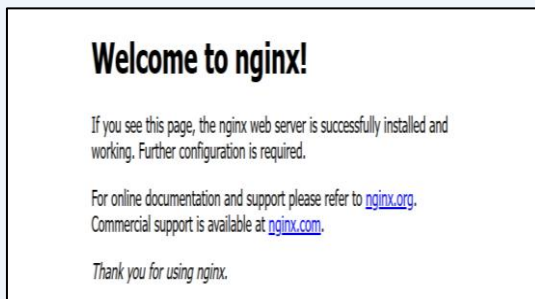 Welcome to nginx!
If you see this page, the nginx web server is successfully installed and
working. Further configuration is required.
For online documentation and support please refer to nginx.org.
Commercial support is available at nginx.com.
Thank you for using nginx.